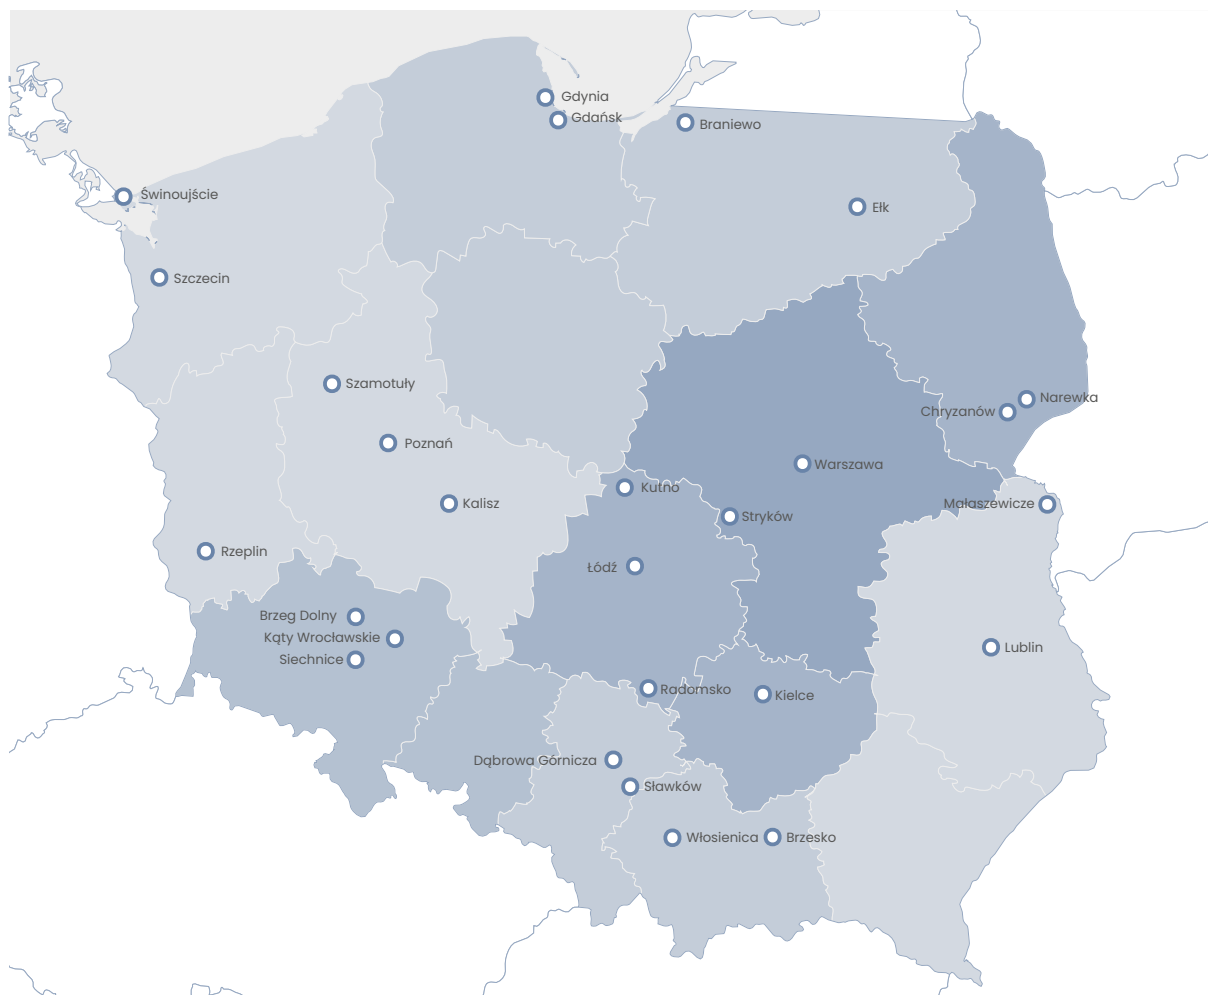 Gdynia
Gdańsk
Braniewo
Świnoujście
Ełk
Szczecin
Szamotuły
Narewka
Chryzanów
Poznań
Warszawa
Kutno
Kalisz
Małaszewicze
Stryków
Rzeplin
Łódź
Brzeg Dolny
Kąty Wrocławskie
Lublin
Siechnice
Radomsko
Kielce
Dąbrowa Górnicza
Sławków
Włosienica
Brzesko